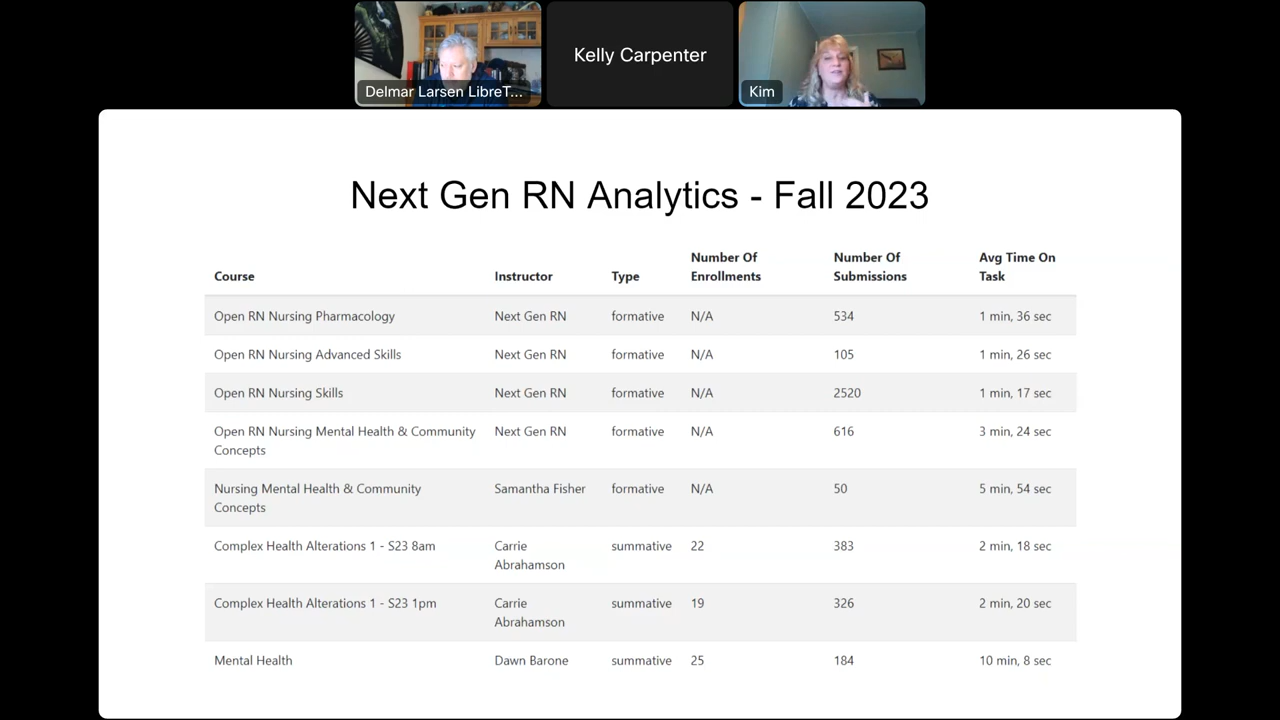 Delmar Larsen LibreT...
Kelly Carpenter
Kim
Next Gen RN Analytics - Fall 2023
Course Instructor Type Number Of Enrollments Number Of Submissions Avg Time On Task
Open RN Nursing Pharmacology Next Gen RN formative N/A 534 1 min, 36 sec
Open RN Nursing Advanced Skills Next Gen RN formative N/A 105 1 min, 26 sec
Open RN Nursing Skills Next Gen RN formative N/A 2520 1 min, 17 sec
Open RN Nursing Mental Health & Community Concepts Next Gen RN formative N/A 616 3 min, 24 sec
Nursing Mental Health & Community Concepts Samantha Fisher formative N/A 50 5 min, 54 sec
Complex Health Alterations 1 - S23 8am Carrie Abrahamson summative 22 383 2 min, 18 sec
Complex Health Alterations 1 - S23 1pm Carrie Abrahamson summative 19 326 2 min, 20 sec
Mental Health Dawn Barone summative 25 184 10 min, 8 sec